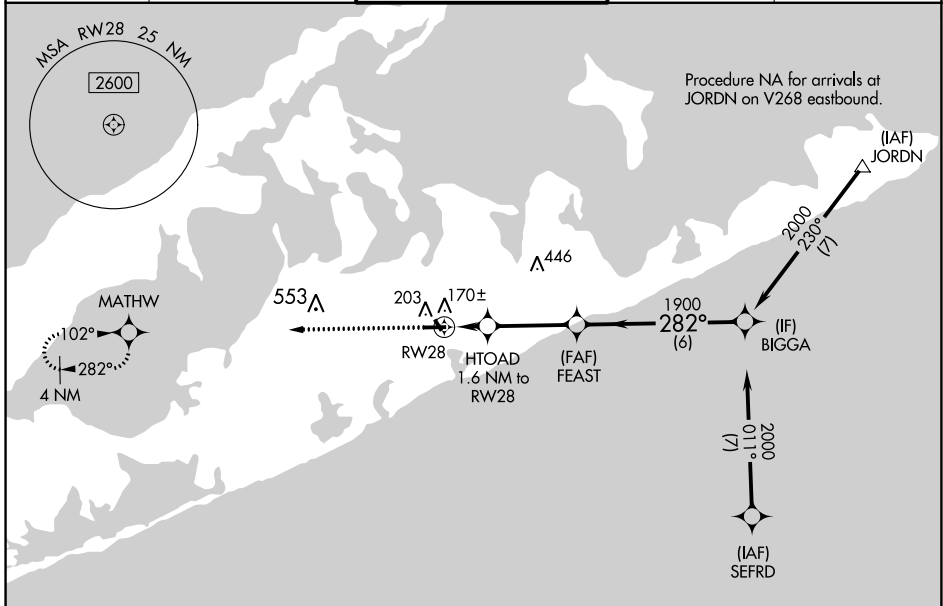 MSA RW28 25 NM
2600
Procedure NA for arrivals at
JORDN on V268 eastbound.
(IAF)
JORDN
2000
230°
(7)
446
553
203
170±
MATHW
102°
282°
4 NM
RW28
HTOAD
1.6 NM to
RW28
(FAF)
FEAST
1900
282°
(6)
(IF)
BIGGA
2000
011°
(7)
(IAF)
SEFRD